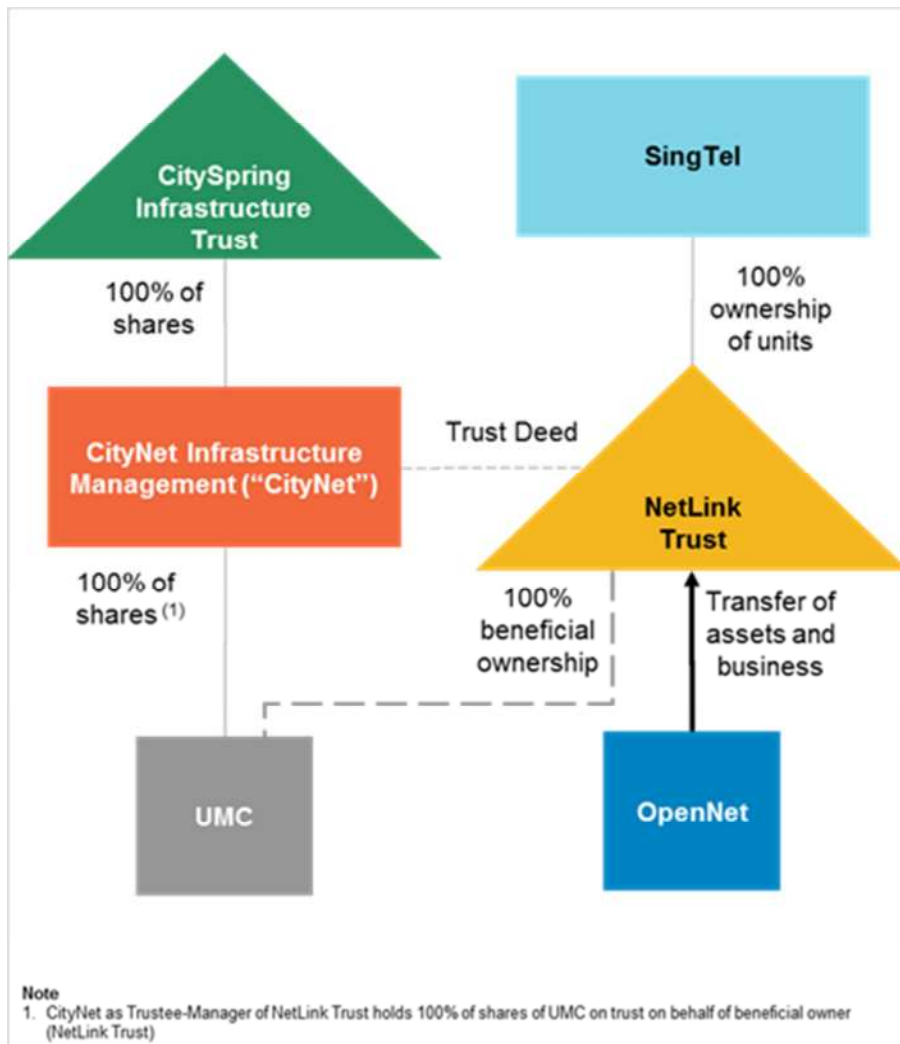 CitySpring
Infrastructure
Trust
SingTel
100% of
shares
100%
ownership
of units
CityNet Infrastructure
Management (“CityNet”)
Trust Deed
NetLink
Trust
100% of
shares (1)
100%
beneficial
ownership
Transfer of
assets and
business
UMC
OpenNet
Note
1. CityNet as Trustee-Manager of NetLink Trust holds 100% of shares of UMC on trust on behalf of beneficial owner
(NetLink Trust)